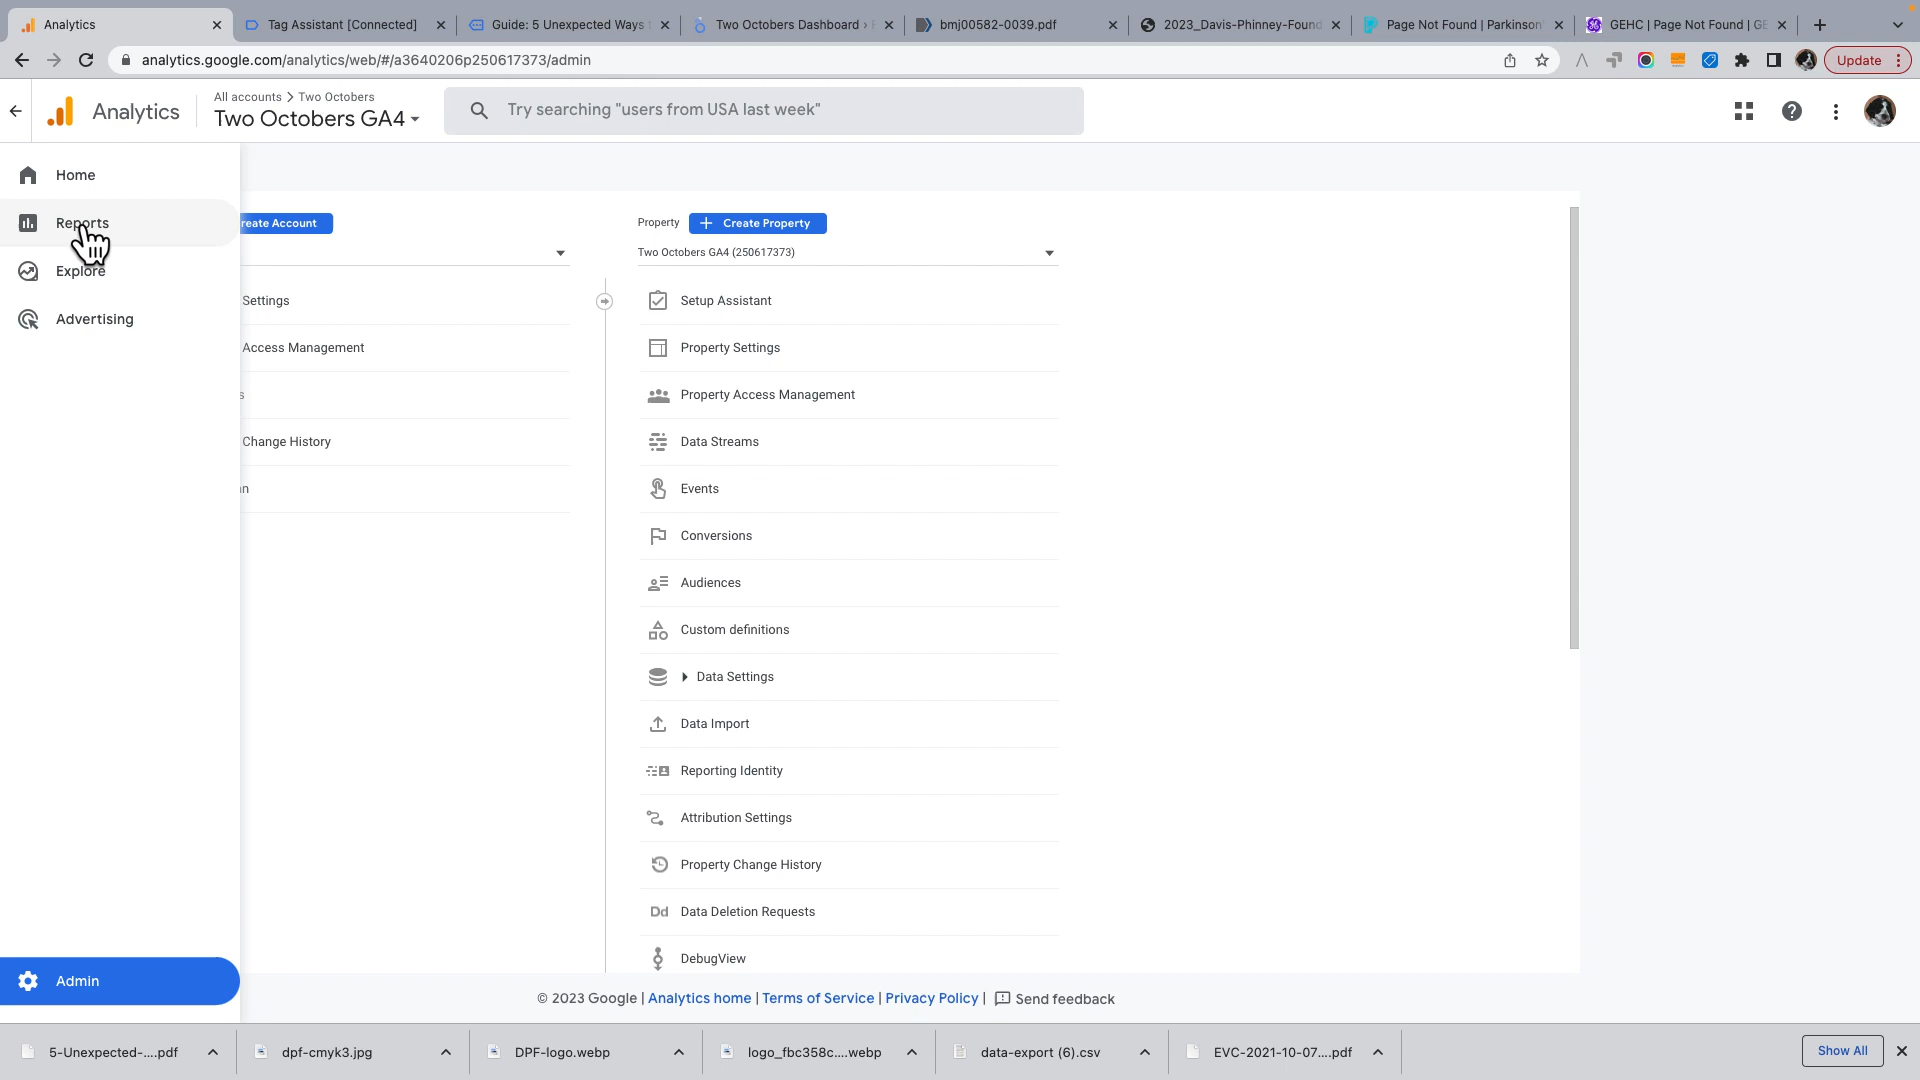 Analytics
Tag Assistant [Connected]
Guide: 5 Unexpected Ways
Two Octobers Dashboard ›
bmj00582-0039.pdf
2023_Davis-Phinney-Found
Page Not Found | Parkinson'
GEHC | Page Not Found | GE
analytics.google.com/analytics/web/#/a3640206p250617373/admin
Update
Analytics
All accounts > Two Octobers
Two Octobers GA4
Try searching "users from USA last week"
Home
Reports
Explore
Advertising
Admin
reate Account
Settings
Access Management
s
Change History
in
Property
Create Property
Two Octobers GA4 (250617373)
Setup Assistant
Property Settings
Property Access Management
Data Streams
Events
Conversions
Audiences
Custom definitions
Data Settings
Data Import
Reporting Identity
Attribution Settings
Property Change History
Dd Data Deletion Requests
DebugView
© 2023 Google | Analytics home | Terms of Service | Privacy Policy | Send feedback
5-Unexpected-....pdf
dpf-cmyk3.jpg
DPF-logo.webp
logo_fbc358c....webp
data-export (6).csv
EVC-2021-10-07....pdf
Show All